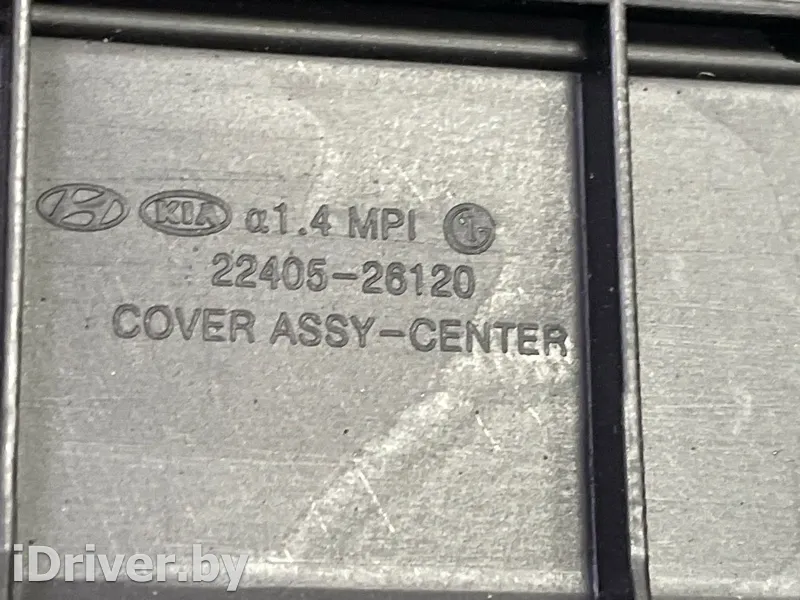 KIA α1.4 MPI
22405-26120
COVER ASSY-CENTER
iDriver.by